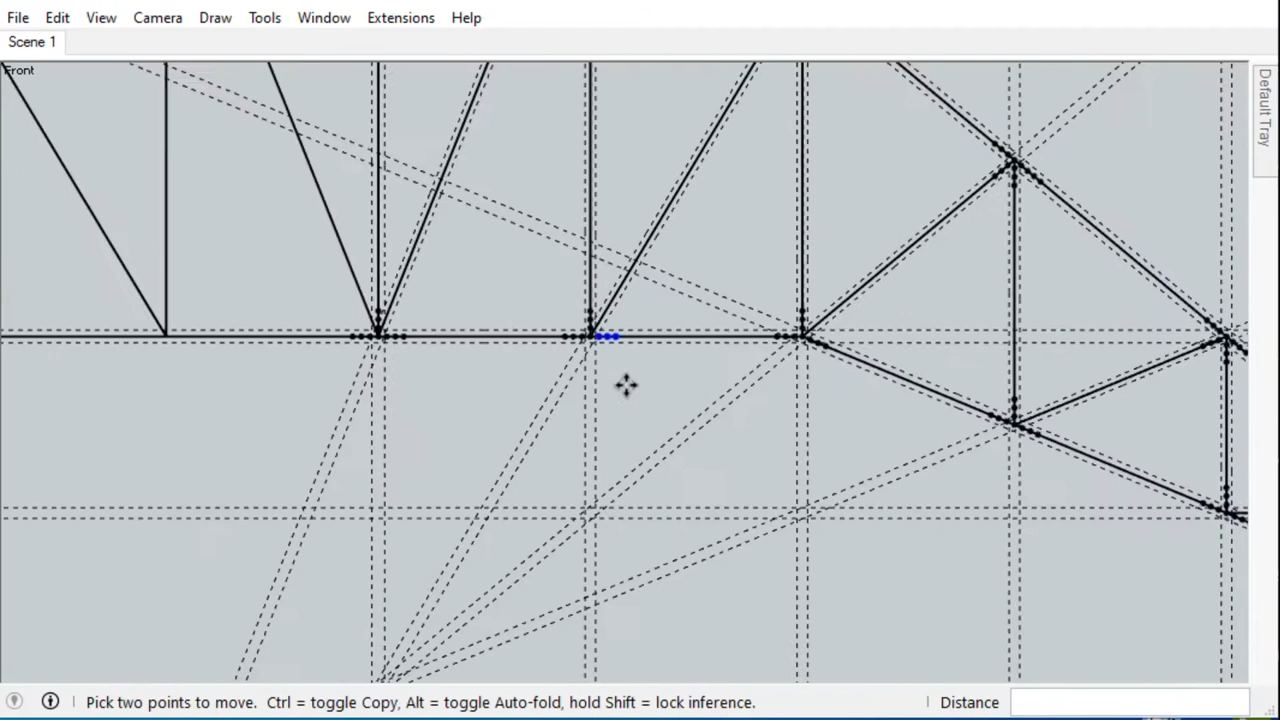 File Edit View Camera Draw Tools Window Extensions Help
Scene 1
Front
Default Tray
Pick two points to move. Ctrl = toggle Copy, Alt = toggle Auto-fold, hold Shift = lock inference. Distance